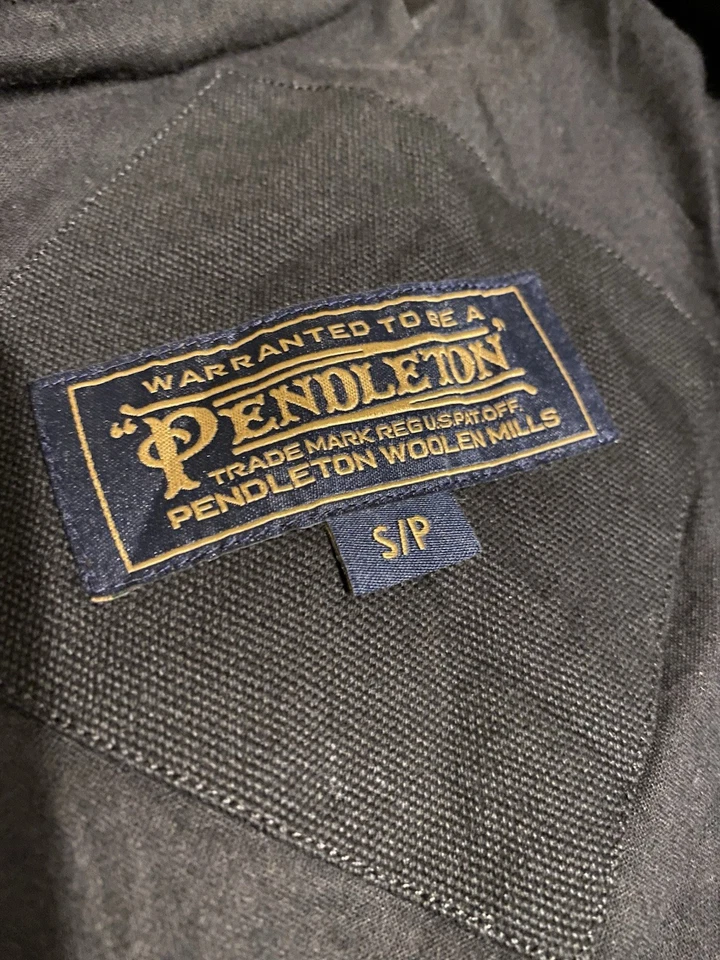 WARRANTED TO BE A
"PENDLETON"
TRADE MARK REG U.S. PAT. OFF.
PENDLETON WOOLEN MILLS
S/P